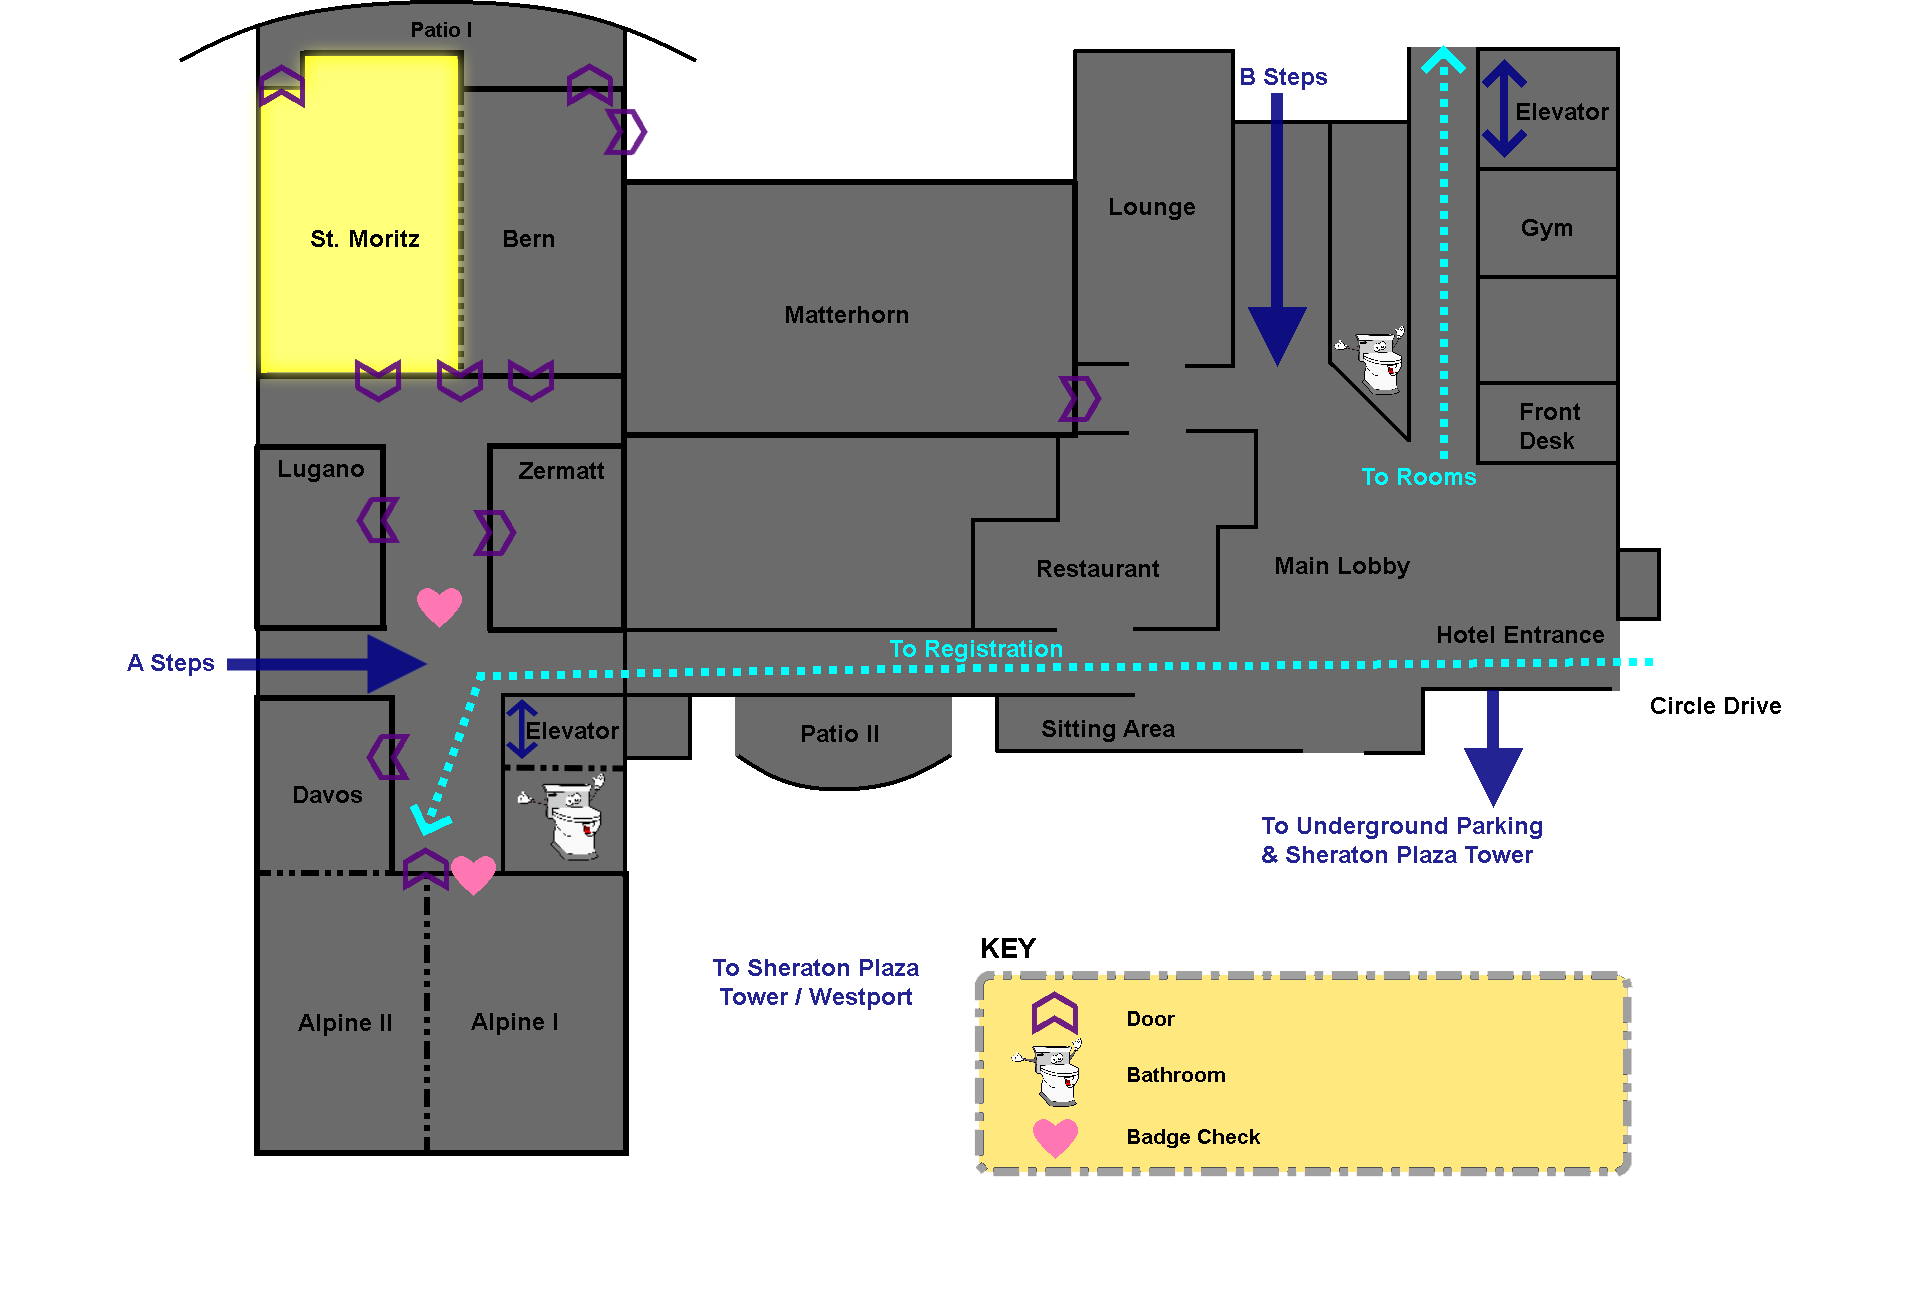 Patio I
B Steps
Elevator
Lounge
Gym
St. Moritz
Bern
Matterhorn
Front
Desk
Lugano
Zermatt
To Rooms
Restaurant
Main Lobby
Hotel Entrance
To Registration
A Steps
Circle Drive
Elevator
Patio II
Sitting Area
Davos
To Underground Parking
& Sheraton Plaza Tower
KEY
To Sheraton Plaza
Tower / Westport
Alpine II
Alpine I
Door
Bathroom
Badge Check